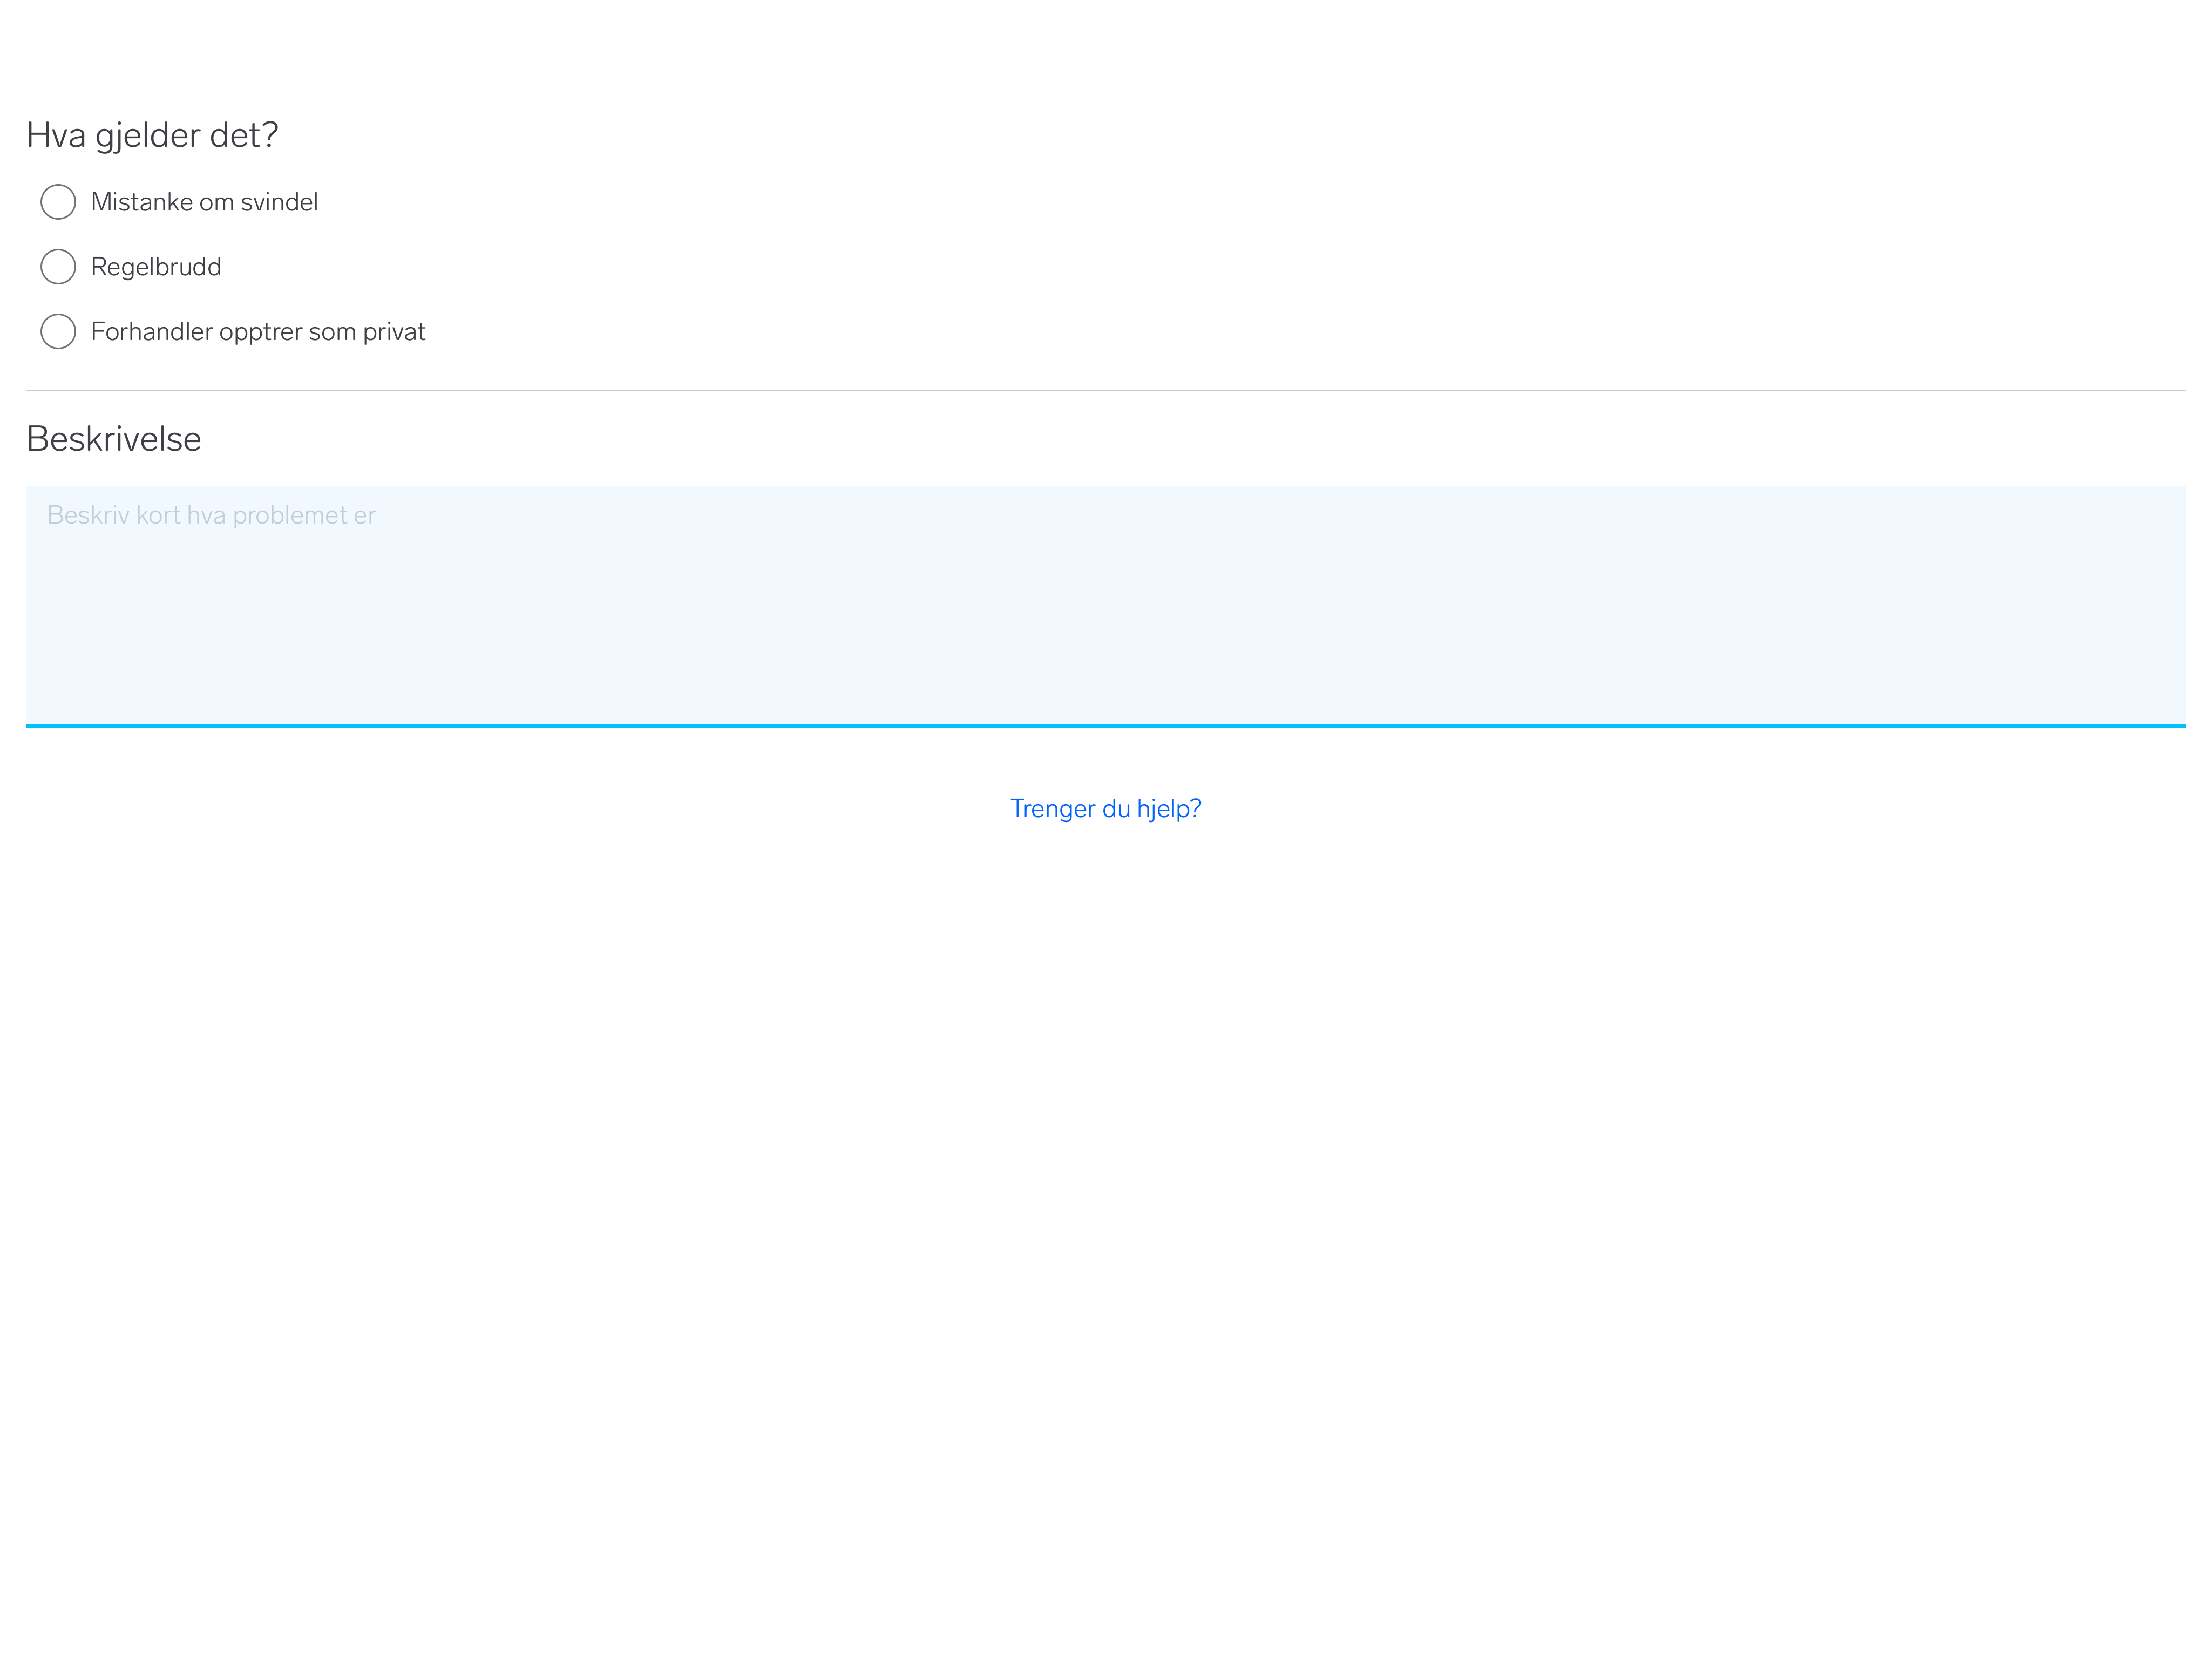 Hva gjelder det?
Mistanke om svindel
Regelbrudd
Forhandler opptrer som privat
Beskrivelse
Beskriv kort hva problemet er
Trenger du hjelp?